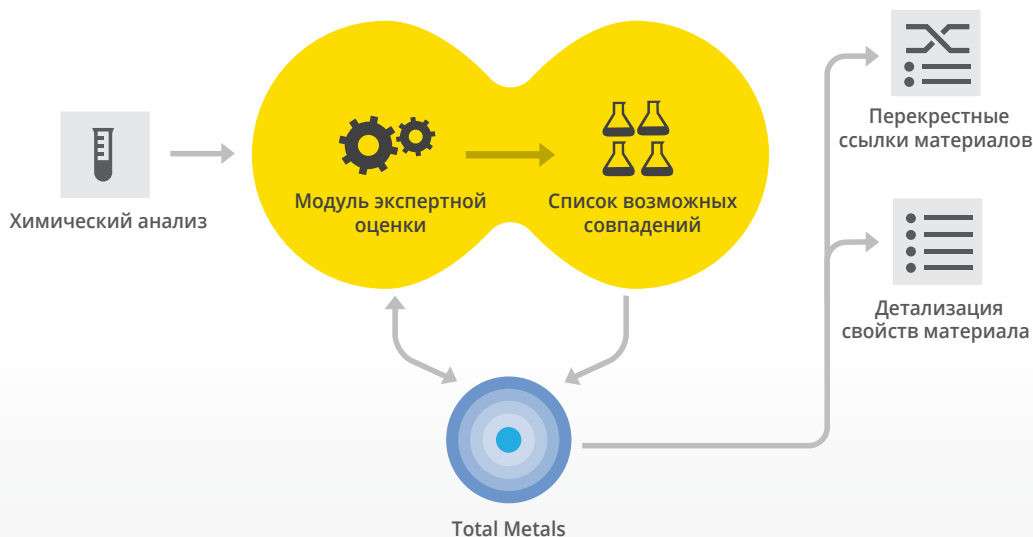 Химический анализ
Модуль экспертной
оценки
Список возможных
совпадений
Перекрестные
ссылки материалов
Детализация
свойств материала
Total Metals